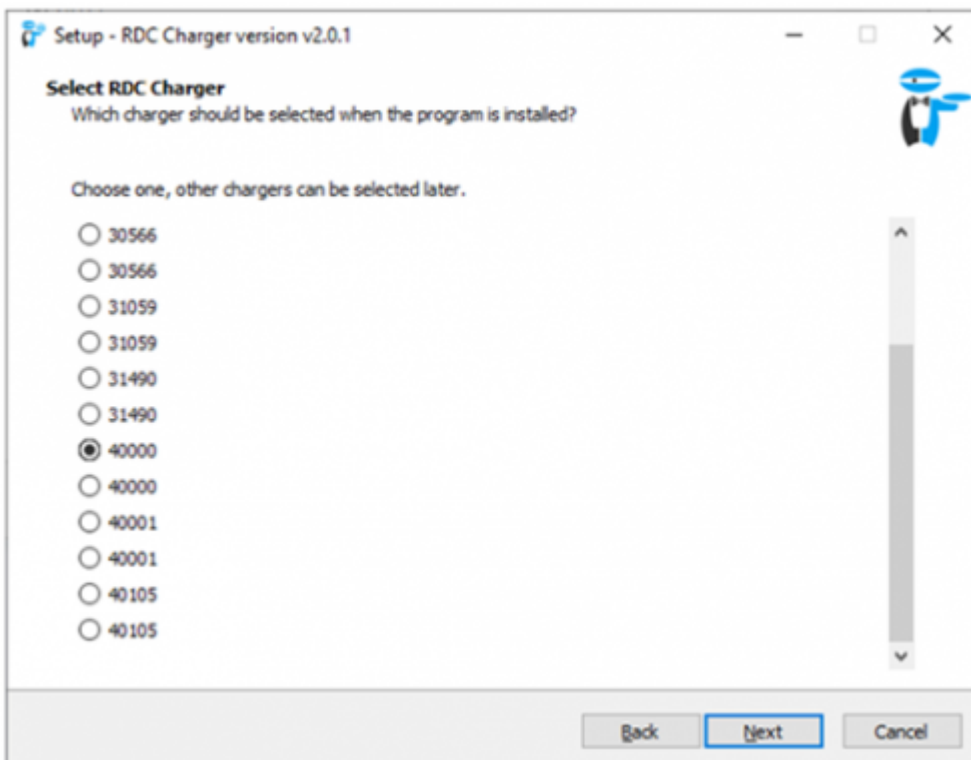 Setup - RDC Charger version v2.0.1
Select RDC Charger
Which charger should be selected when the program is installed?
Choose one, other chargers can be selected later.
30566
30566
31059
31059
31490
31490
40000
40000
40001
40001
40105
40105
Back
Next
Cancel